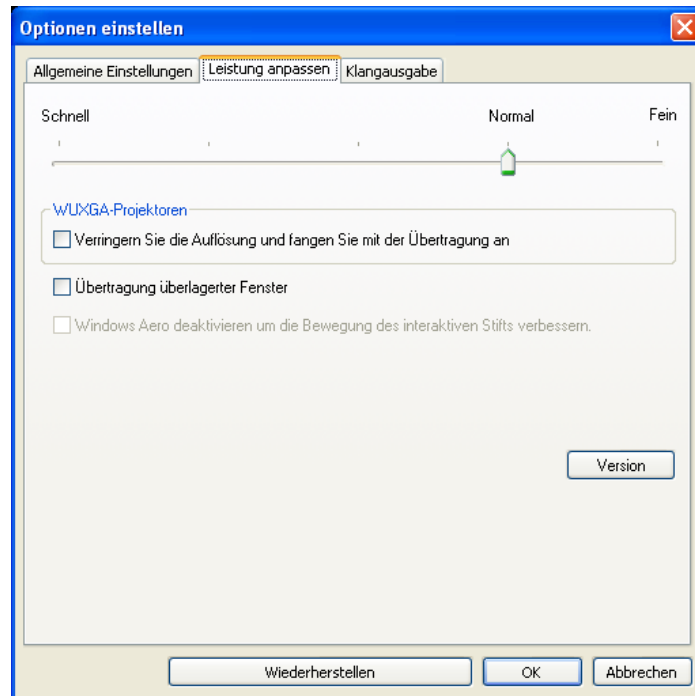 Optionen einstellen
Allgemeine Einstellungen Leistung anpassen Klangausgabe
Schnell Normal Fein
WUXGA-Projektoren
Verringern Sie die Auflösung und fangen Sie mit der Übertragung an
Übertragung überlagerter Fenster
Windows Aero deaktivieren um die Bewegung des interaktiven Stifts verbessern.
Version
Wiederherstellen OK Abbrechen